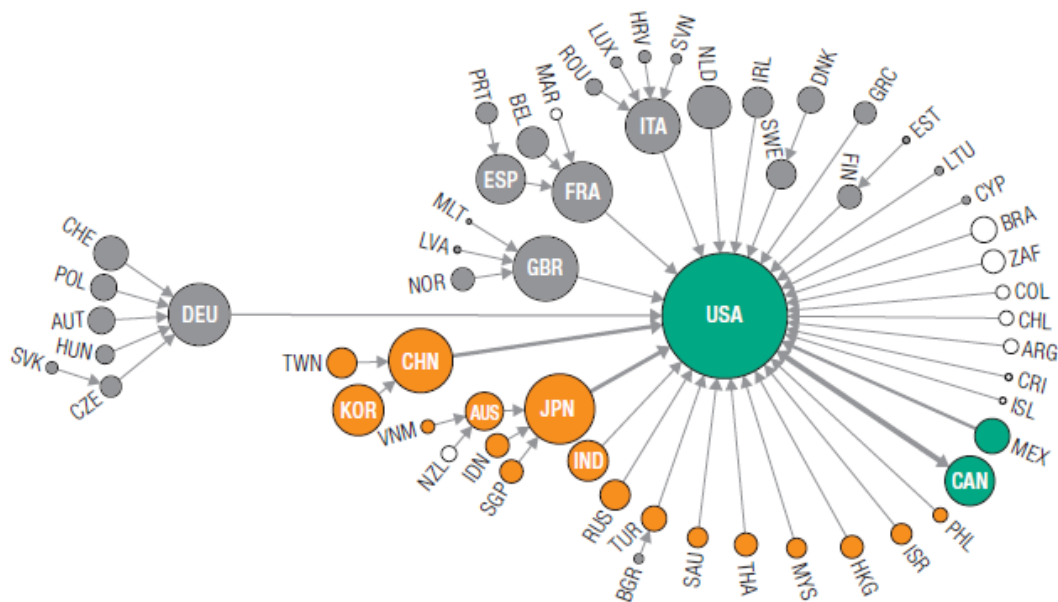 HRV
SVN
LUX
NLD
IRL
DNK
ROU
MAR
GRC
PRT
BEL
ITA
EST
SWE
FIN
LTU
ESP
FRA
CYP
MLT
BRA
CHE
LVA
ZAF
POL
NOR
GBR
COL
DEU
USA
CHL
AUT
ARG
HUN
SVK
TWN
CHN
CRI
CZE
ISL
KOR
AUS
JPN
MEX
VNM
NZL
IDN
IND
CAN
SGP
RUS
TUR
PHL
BGR
SAU
THA
MYS
HKG
ISR